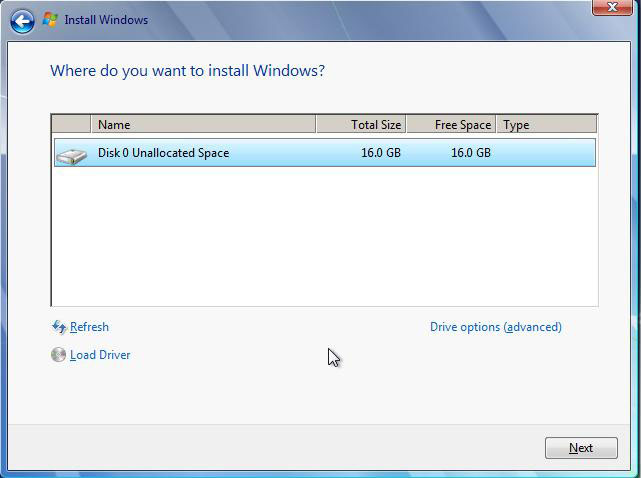 Install Windows
Where do you want to install Windows?
Name Total Size Free Space Type
Disk 0 Unallocated Space 16.0 GB 16.0 GB
Refresh Drive options (advanced)
Load Driver
Next